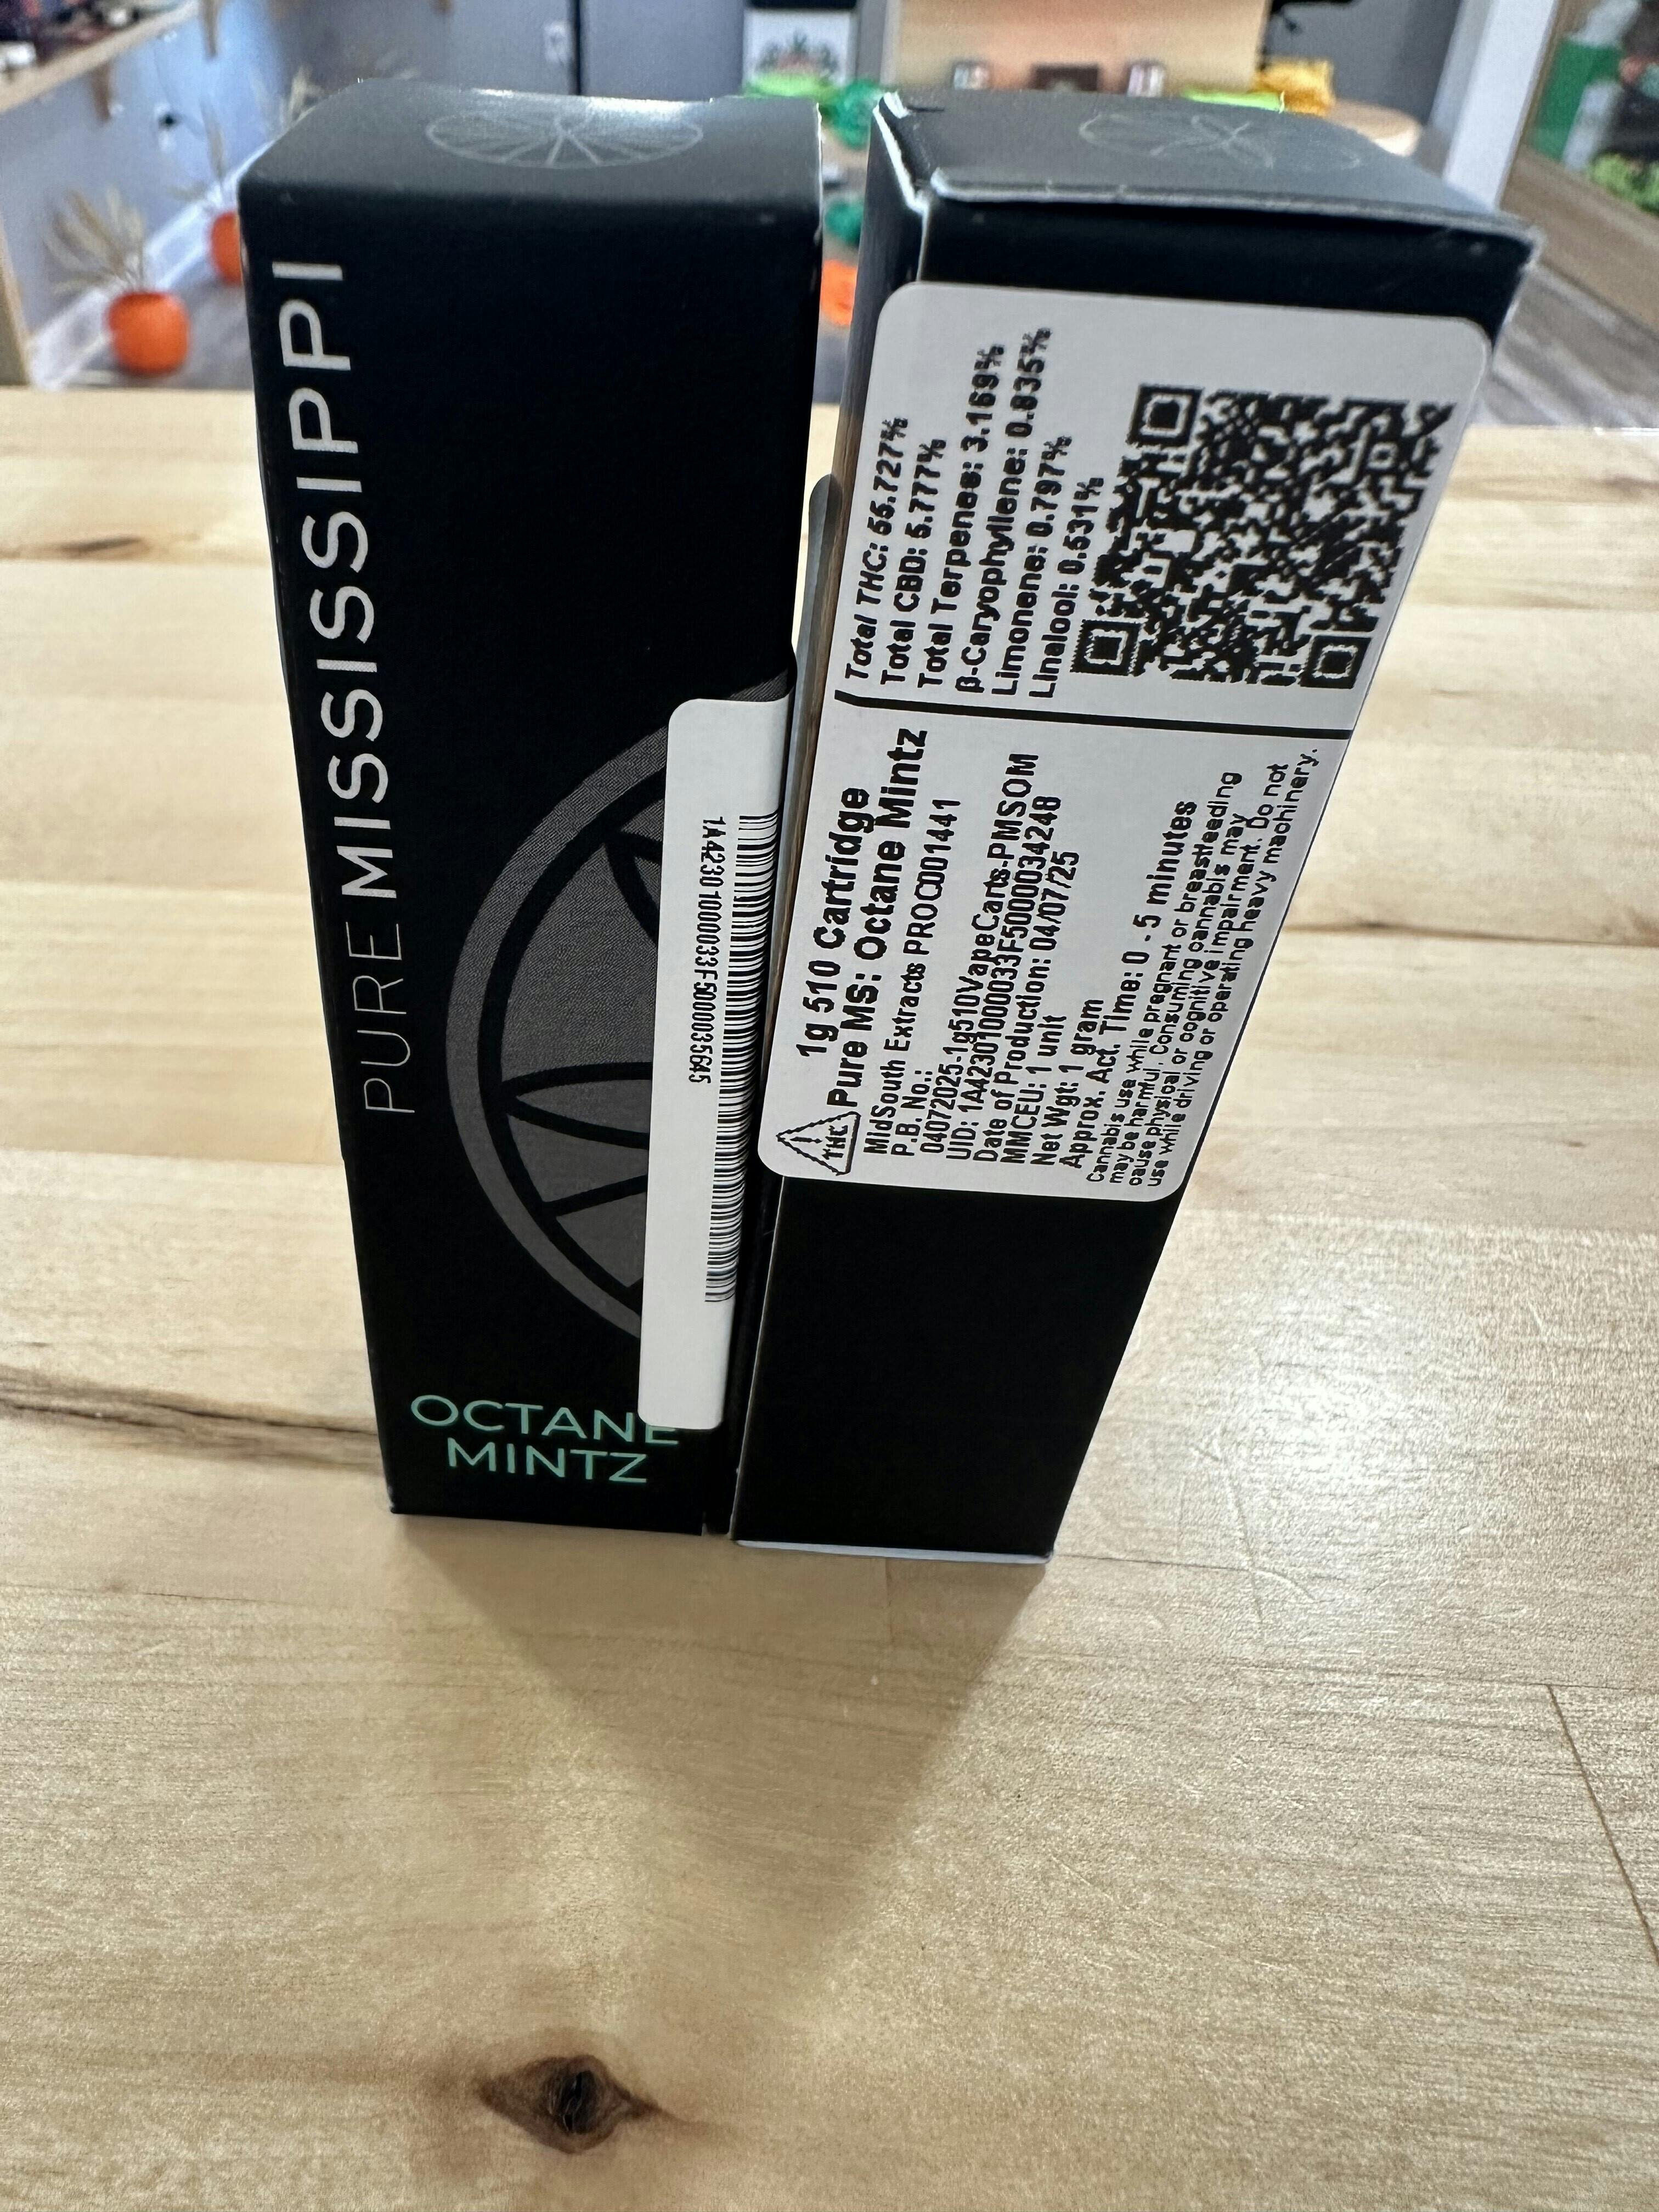 PURE MISSISSIPPI
OCTANE
MINTZ
1A42301000033F5000035645
1g 510 Cartridge
Pure Ms: Octane Mintz
MidSouth Extracts PROC001441
P.B. No.:
04072025-1g510VapeCarts-PMSOM
UID: 1A42301000033F5000034248
Date of Production: 04/07/25
MMCEU: 1 unit
Net Wgt: 1 gram
Approx. Act. Time: 0 - 5 minutes
Cannabis use while pregnant or breastfeeding
may be harmful. Consuming cannabis may
cause physical or cognitive impairment. Do not
use while driving or operating heavy machinery.
THC
Total THC: 55.727%
Total CBD: 5.777%
Total Terpenes: 3.169%
β-Caryophyllene: 0.835%
Limonene: 0.797%
Linalool: 0.531%